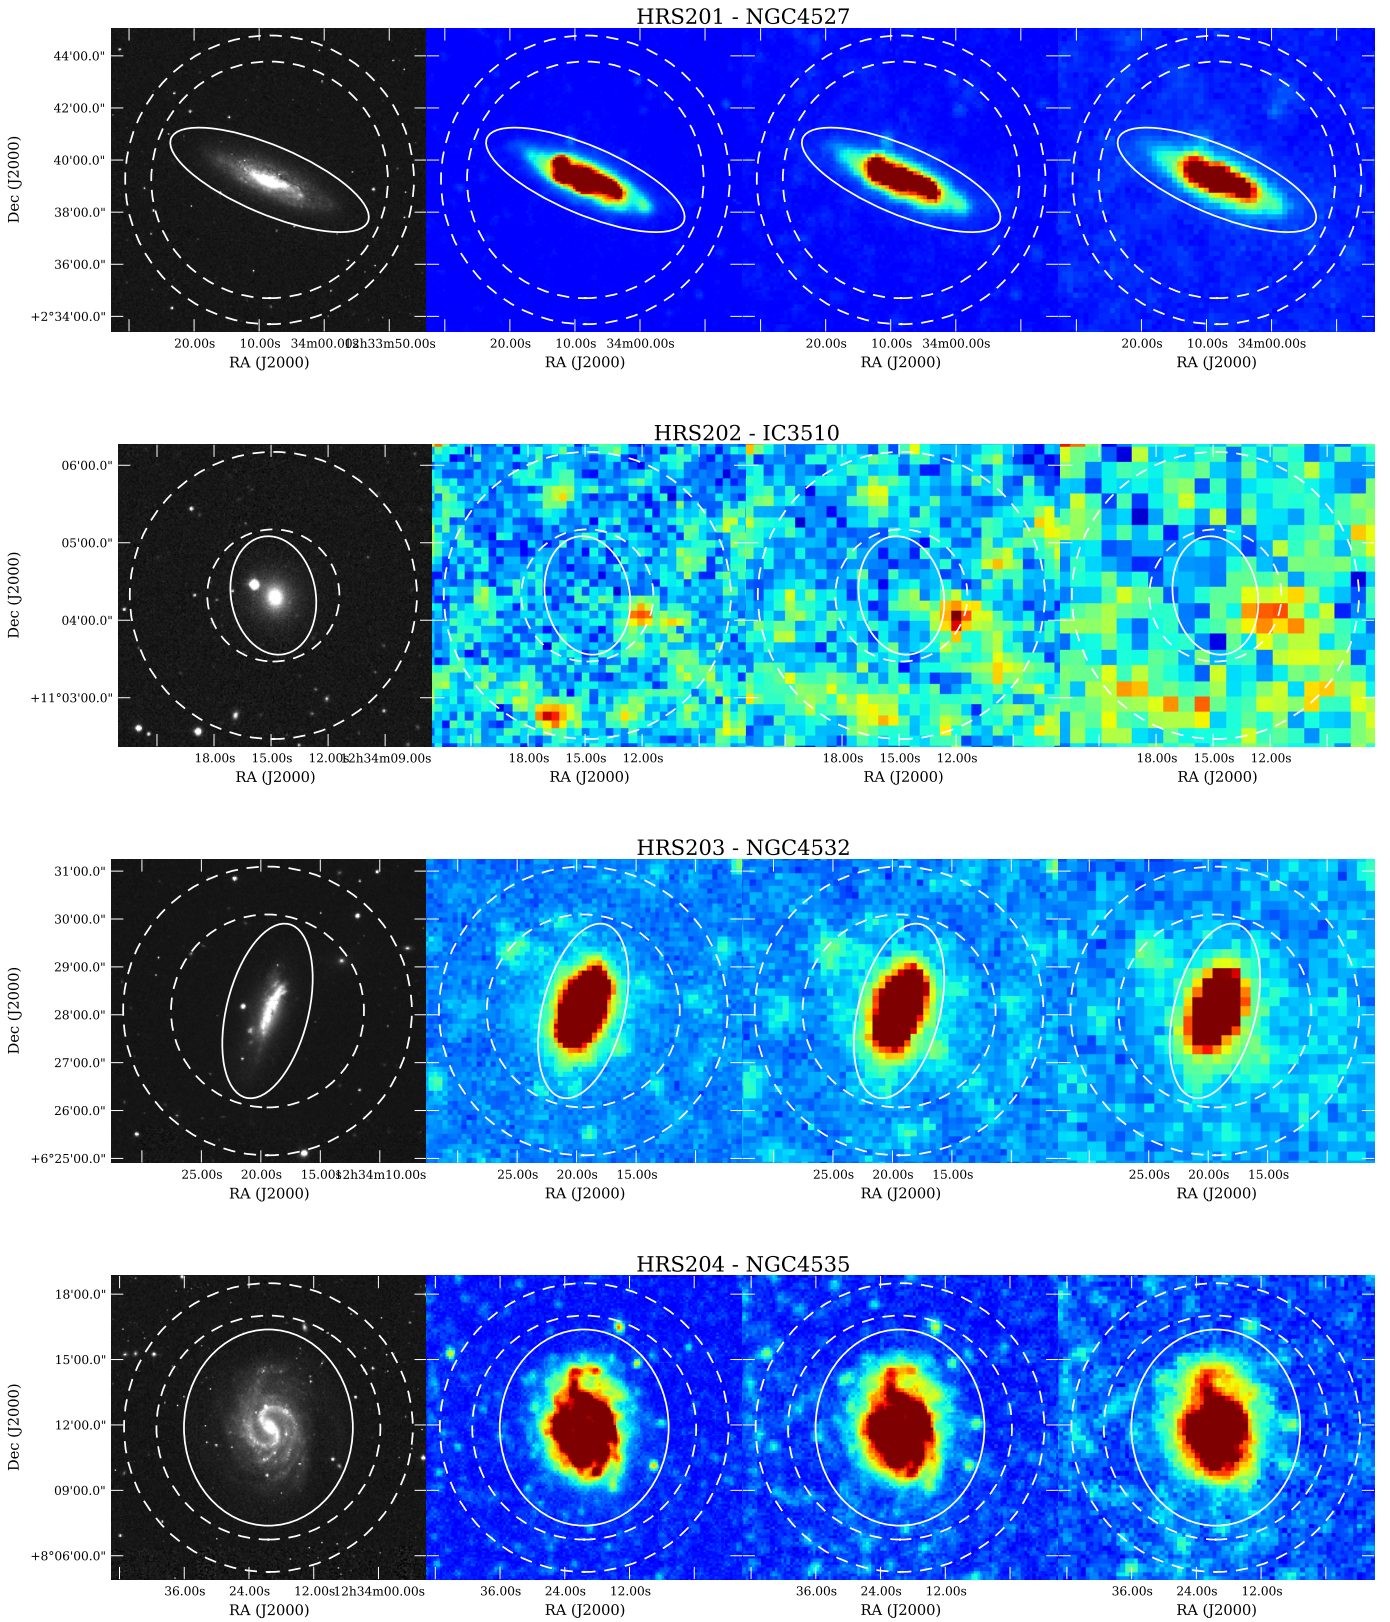 HRS201 - NGC4527
44'00.0"
42'00.0"
40'00.0"
38'00.0"
36'00.0"
+2°34'00.0"
Dec (J2000)
20.00s 10.00s 34m00.00s 12h33m50.00s 20.00s 10.00s 34m00.00s 20.00s 10.00s 34m00.00s 20.00s 10.00s 34m00.00s
RA (J2000) RA (J2000) RA (J2000) RA (J2000)
HRS202 - IC3510
06'00.0"
05'00.0"
04'00.0"
+11°03'00.0"
Dec (J2000)
18.00s 15.00s 12.00s 12h34m09.00s 18.00s 15.00s 12.00s 18.00s 15.00s 12.00s 18.00s 15.00s 12.00s
RA (J2000) RA (J2000) RA (J2000) RA (J2000)
HRS203 - NGC4532
31'00.0"
30'00.0"
29'00.0"
28'00.0"
27'00.0"
26'00.0"
+6°25'00.0"
Dec (J2000)
25.00s 20.00s 15.00s 12h34m10.00s 25.00s 20.00s 15.00s 25.00s 20.00s 15.00s 25.00s 20.00s 15.00s
RA (J2000) RA (J2000) RA (J2000) RA (J2000)
HRS204 - NGC4535
18'00.0"
15'00.0"
12'00.0"
09'00.0"
+8°06'00.0"
Dec (J2000)
36.00s 24.00s 12.00s 12h34m00.00s 36.00s 24.00s 12.00s 36.00s 24.00s 12.00s 36.00s 24.00s 12.00s
RA (J2000) RA (J2000) RA (J2000) RA (J2000)